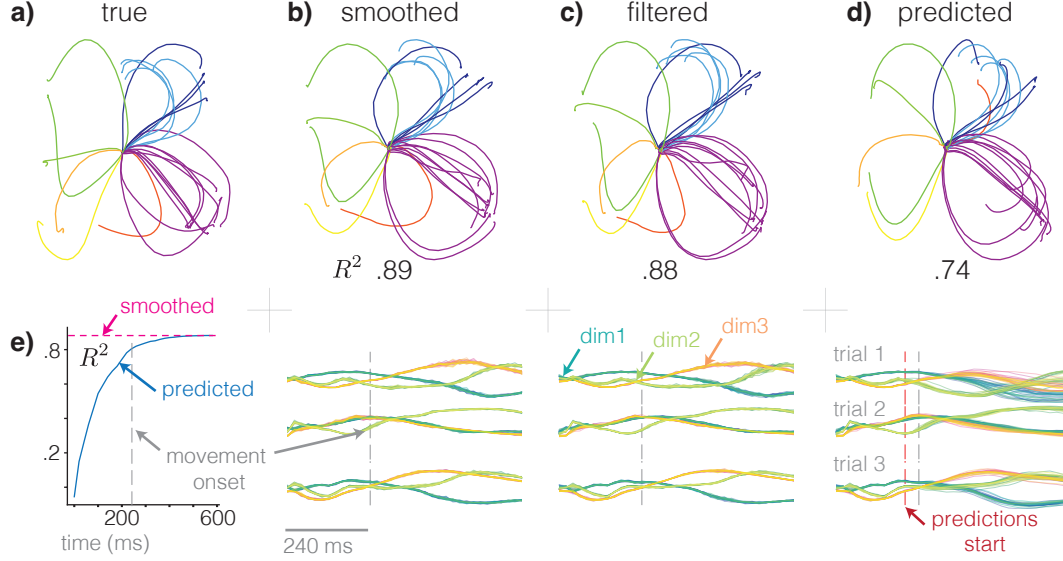 a) true
b) smoothed
c) filtered
d) predicted
R² .89
.88
.74
e)
smoothed
.8
R²
predicted
.2
movement
onset
200
600
time (ms)
240 ms
dim1
dim2
dim3
trial 1
trial 2
trial 3
predictions
start